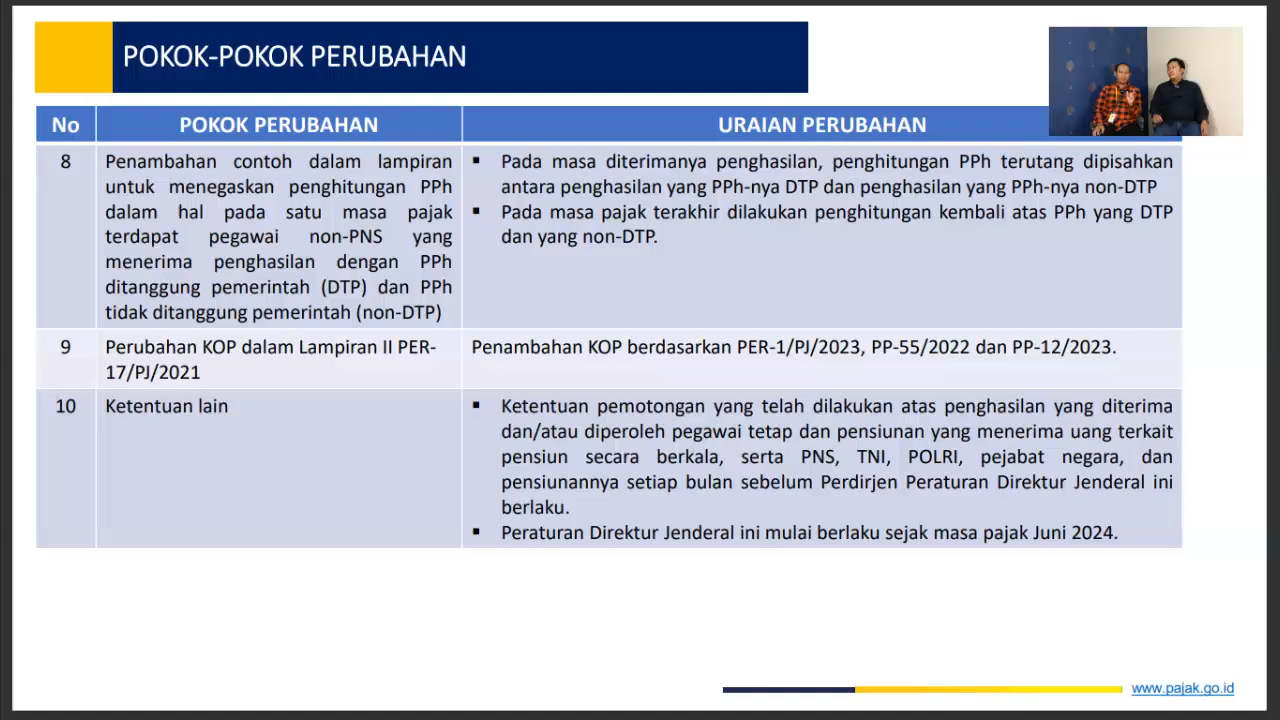 POKOK-POKOK PERUBAHAN
No
POKOK PERUBAHAN
URAIAN PERUBAHAN
8
Penambahan contoh dalam lampiran
untuk menegaskan penghitungan PPh
dalam hal pada satu masa pajak
terdapat pegawai non-PNS yang
menerima penghasilan dengan PPh
ditanggung pemerintah (DTP) dan PPh
tidak ditanggung pemerintah (non-DTP)
▪ Pada masa diterimanya penghasilan, penghitungan PPh terutang dipisahkan
antara penghasilan yang PPh-nya DTP dan penghasilan yang PPh-nya non-DTP
▪ Pada masa pajak terakhir dilakukan penghitungan kembali atas PPh yang DTP
dan yang non-DTP.
9
Perubahan KOP dalam Lampiran II PER-
17/PJ/2021
Penambahan KOP berdasarkan PER-1/PJ/2023, PP-55/2022 dan PP-12/2023.
10
Ketentuan lain
▪ Ketentuan pemotongan yang telah dilakukan atas penghasilan yang diterima
dan/atau diperoleh pegawai tetap dan pensiunan yang menerima uang terkait
pensiun secara berkala, serta PNS, TNI, POLRI, pejabat negara, dan
pensiunannya setiap bulan sebelum Perdirjen Peraturan Direktur Jenderal ini
berlaku.
▪ Peraturan Direktur Jenderal ini mulai berlaku sejak masa pajak Juni 2024.
www.pajak.go.id